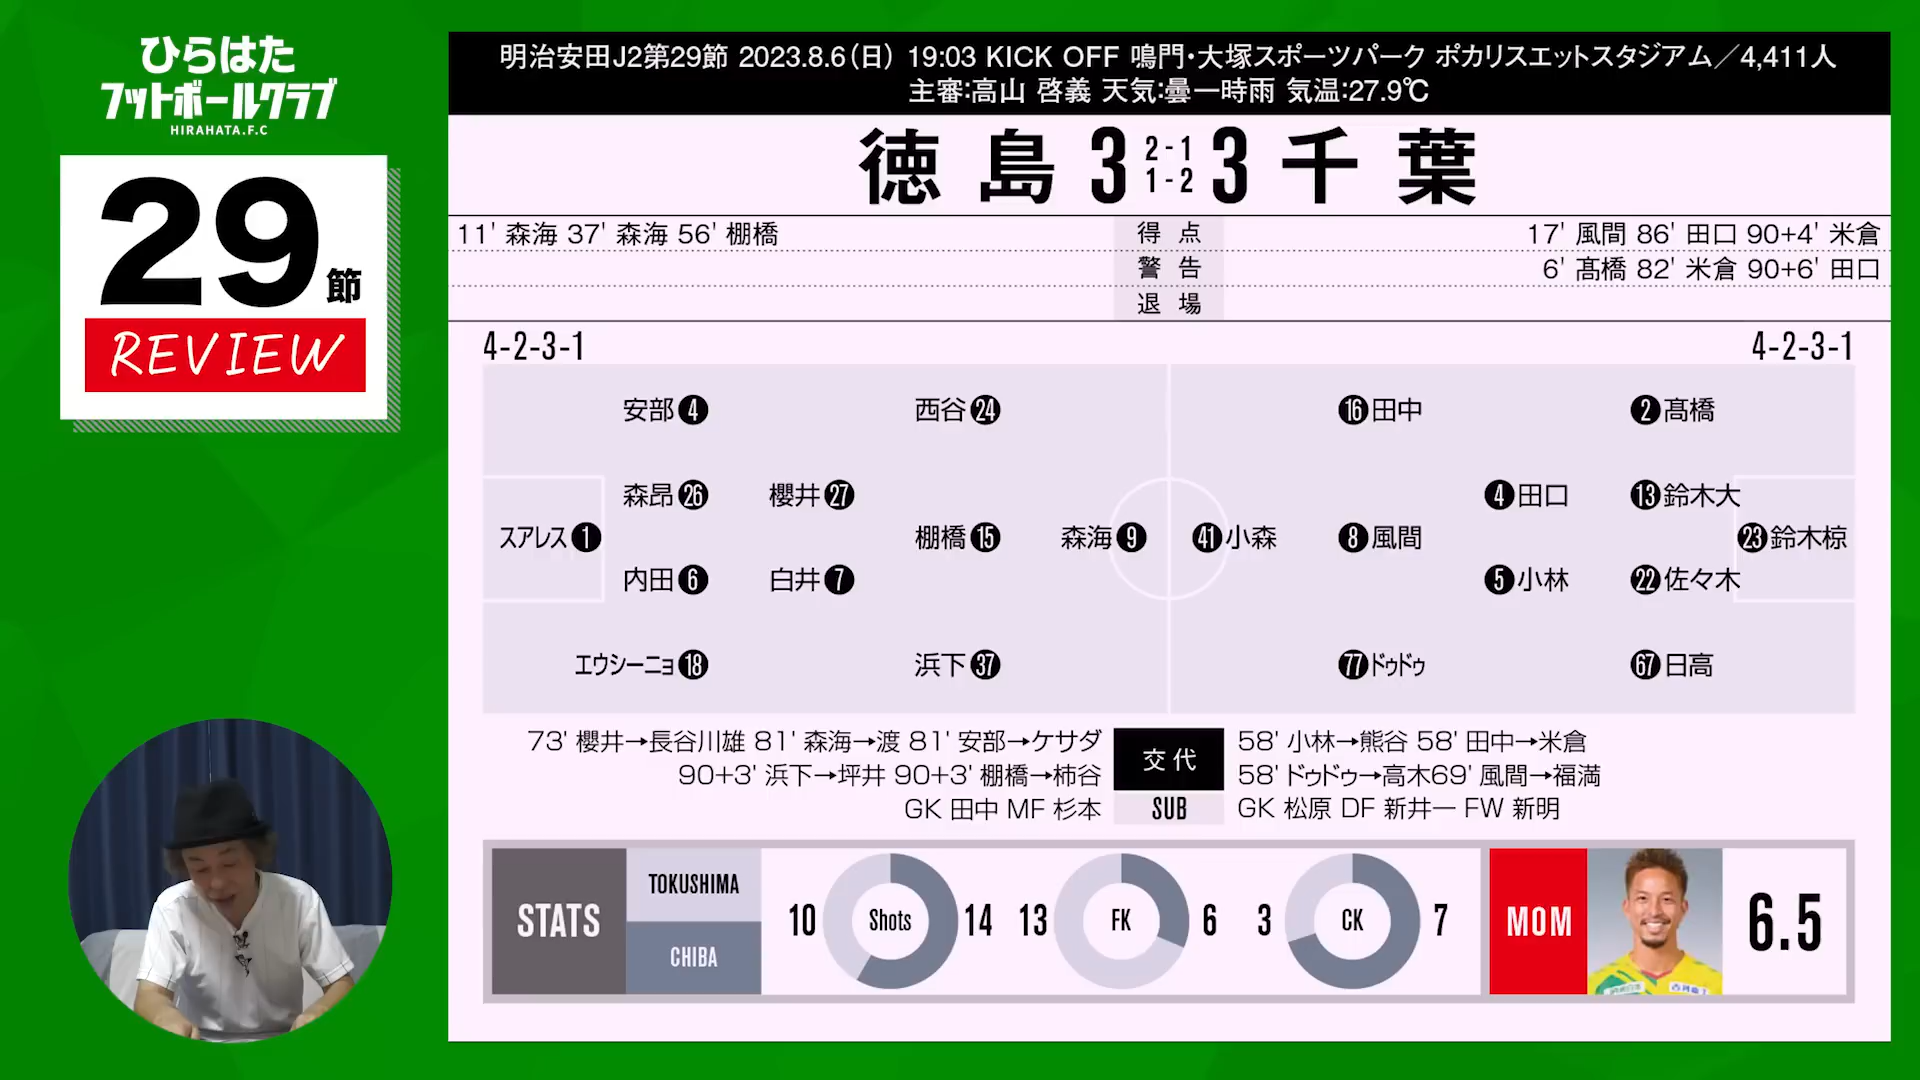 ひらはた
フットボールクラブ
HIRAHATA.F.C
29節
REVIEW
明治安田J2第29節 2023.8.6(日) 19:03 KICK OFF 鳴門・大塚スポーツパーク ポカリスエットスタジアム／4,411人
主審:高山 啓義 天気:曇一時雨 気温:27.9℃
徳島 3 2-1 3 千葉
1-2
11' 森海 37' 森海 56' 棚橋 得点 17' 風間 86' 田口 90+4' 米倉
警告 6' 髙橋 82' 米倉 90+6' 田口
退場
4-2-3-1 4-2-3-1
安部 4 西谷 24 16 田中 2 髙橋
森昂 26 櫻井 27 4 田口 13 鈴木大
スアレス 1 棚橋 15 森海 9 41 小森 8 風間 23 鈴木椋
内田 6 白井 7 5 小林 22 佐々木
エウシーニョ 18 浜下 37 77 ドゥドゥ 67 日高
73' 櫻井→長谷川雄 81' 森海→渡 81' 安部→ケサダ
90+3' 浜下→坪井 90+3' 棚橋→柿谷
交代
58' 小林→熊谷 58' 田中→米倉
58' ドゥドゥ→高木69' 風間→福満
GK 田中 MF 杉本 SUB GK 松原 DF 新井一 FW 新明
STATS
TOKUSHIMA
CHIBA
10 Shots 14 13 FK 6 3 CK 7
MOM 6.5